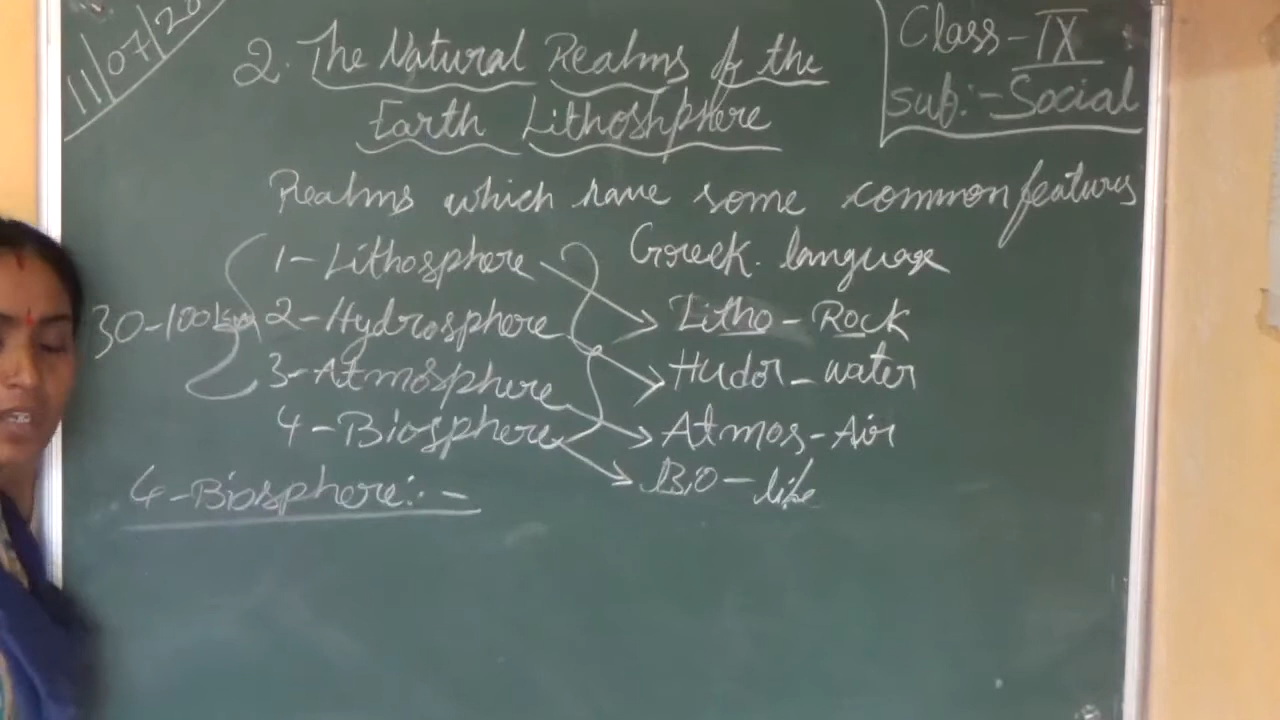 11/07/20
Class-IX
Sub:-Social
2. The Natural Realms of the
Earth Lithoshphere
Realms which have some common features
Greek. language
30-100km
1-Lithosphere
Litho-Rock
2-Hydrosphere
Hudor-water
3-Atmosphere
Atmos-Air
4-Biosphere
Bio-life
4-Biosphere:-